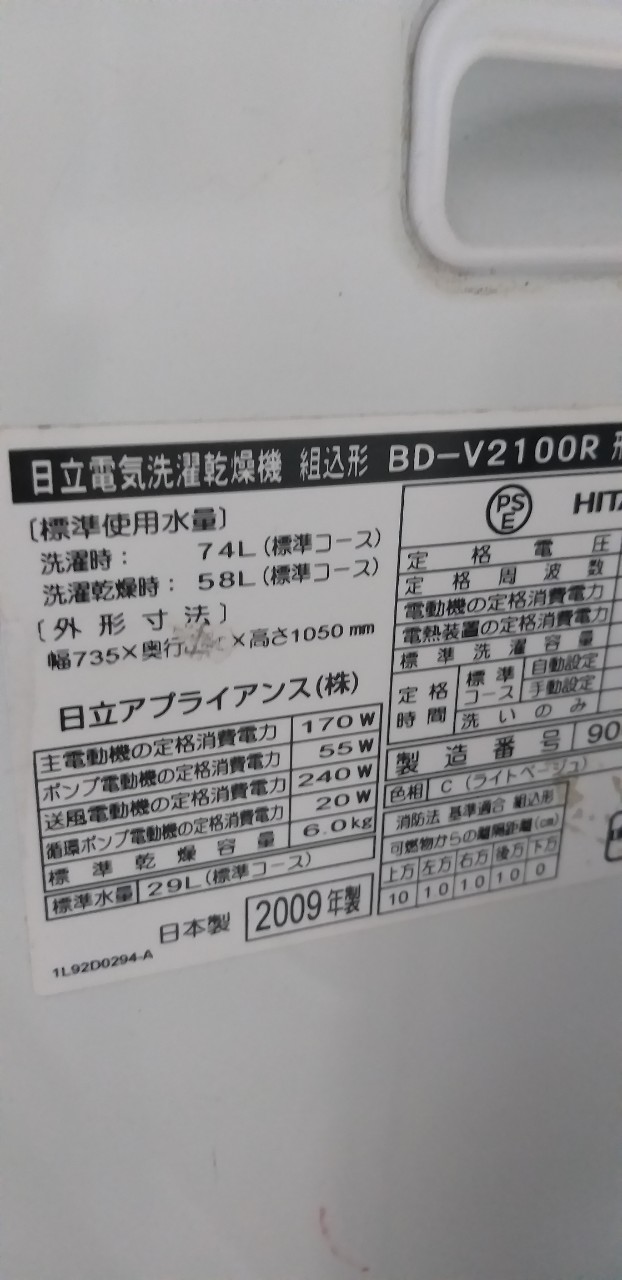 日立電気洗濯乾燥機 組込形 BD-V2100R
〔標準使用水量〕
洗濯時： 74L（標準コース）
洗濯乾燥時： 58L（標準コース）
〔外形寸法〕
幅735×奥行 ×高さ1050mm
日立アプライアンス(株)
主電動機の定格消費電力 170W
ポンプ電動機の定格消費電力 55W
送風電動機の定格消費電力 240W
循環ポンプ電動機の定格消費電力 20W
標準乾燥容量 6.0kg
標準水量 29L（標準コース）
日本製 2009年製
1L92D0294-A
PS
E
定格電圧
定格周波数
電動機の定格消費電力
電熱装置の定格消費電力
標準洗濯容量
定格時間 標準コース 自動設定
手動設定
洗いのみ
製造番号 90
色相 C（ライトベージュ）
消防法 基準適合 組込形
可燃物からの離隔距離(cm)
上方 左方 右方 後方 下方
10 10 10 10 0